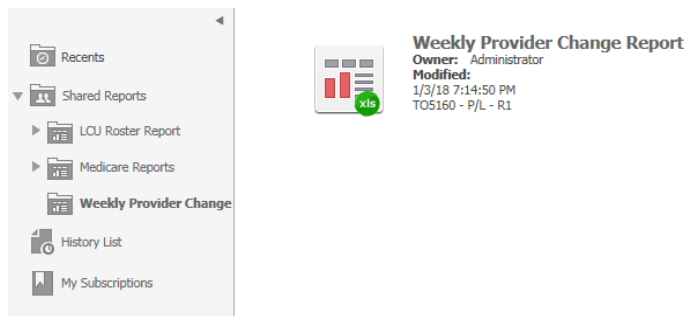 Recents
Shared Reports
LCU Roster Report
Medicare Reports
Weekly Provider Change
History List
My Subscriptions
xls
Weekly Provider Change Report
Owner: Administrator
Modified:
1/3/18 7:14:50 PM
TO5160 - P/L - R1